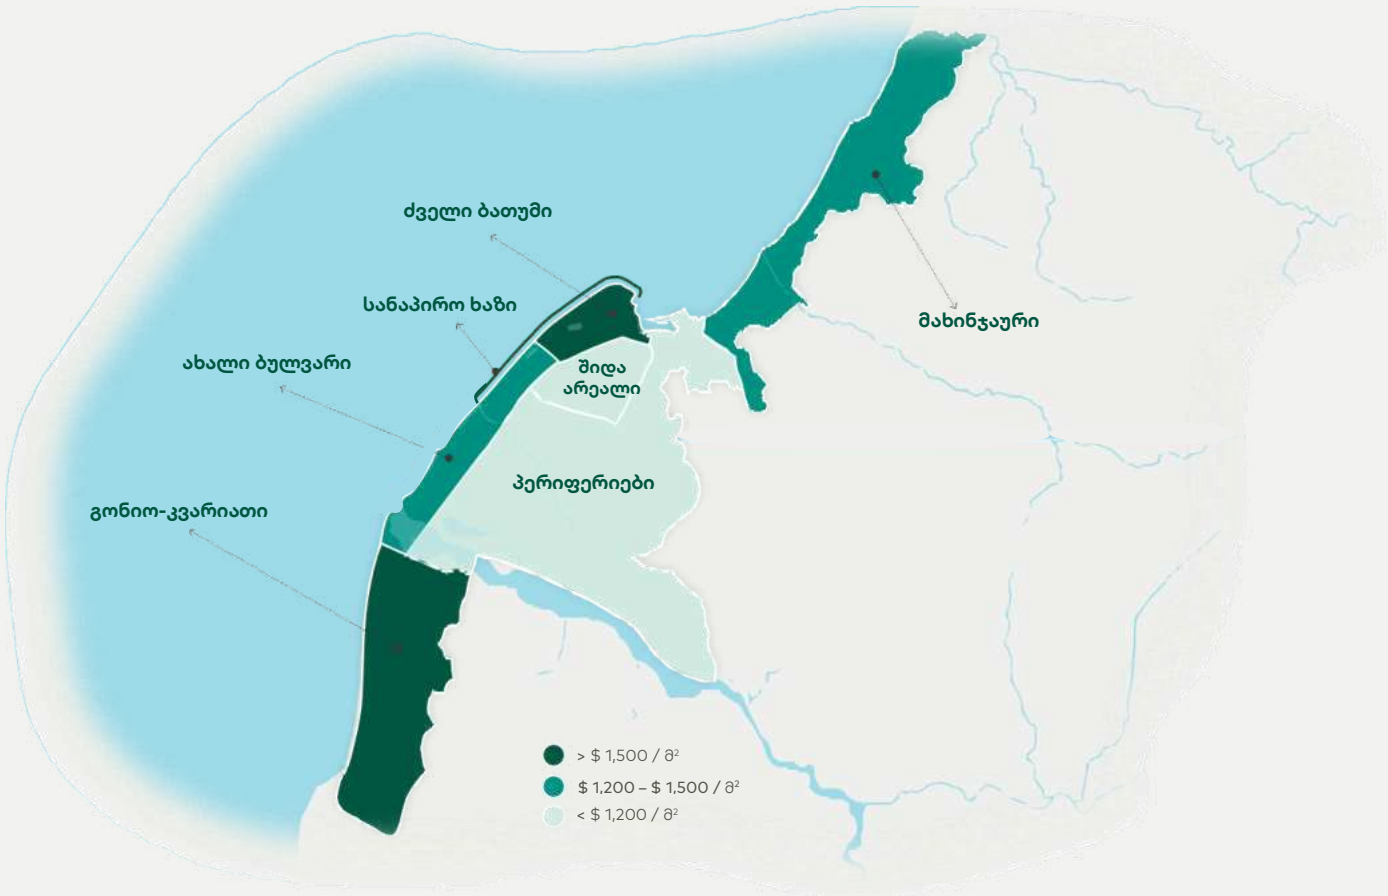 ძველი ბათუმი
სანაპირო ხაზი
მახინჯაური
ახალი ბულვარი
შიდა
არეალი
პერიფერიები
გონიო-კვარიათი
> $ 1,500 / მ²
$ 1,200 – $ 1,500 / მ²
< $ 1,200 / მ²